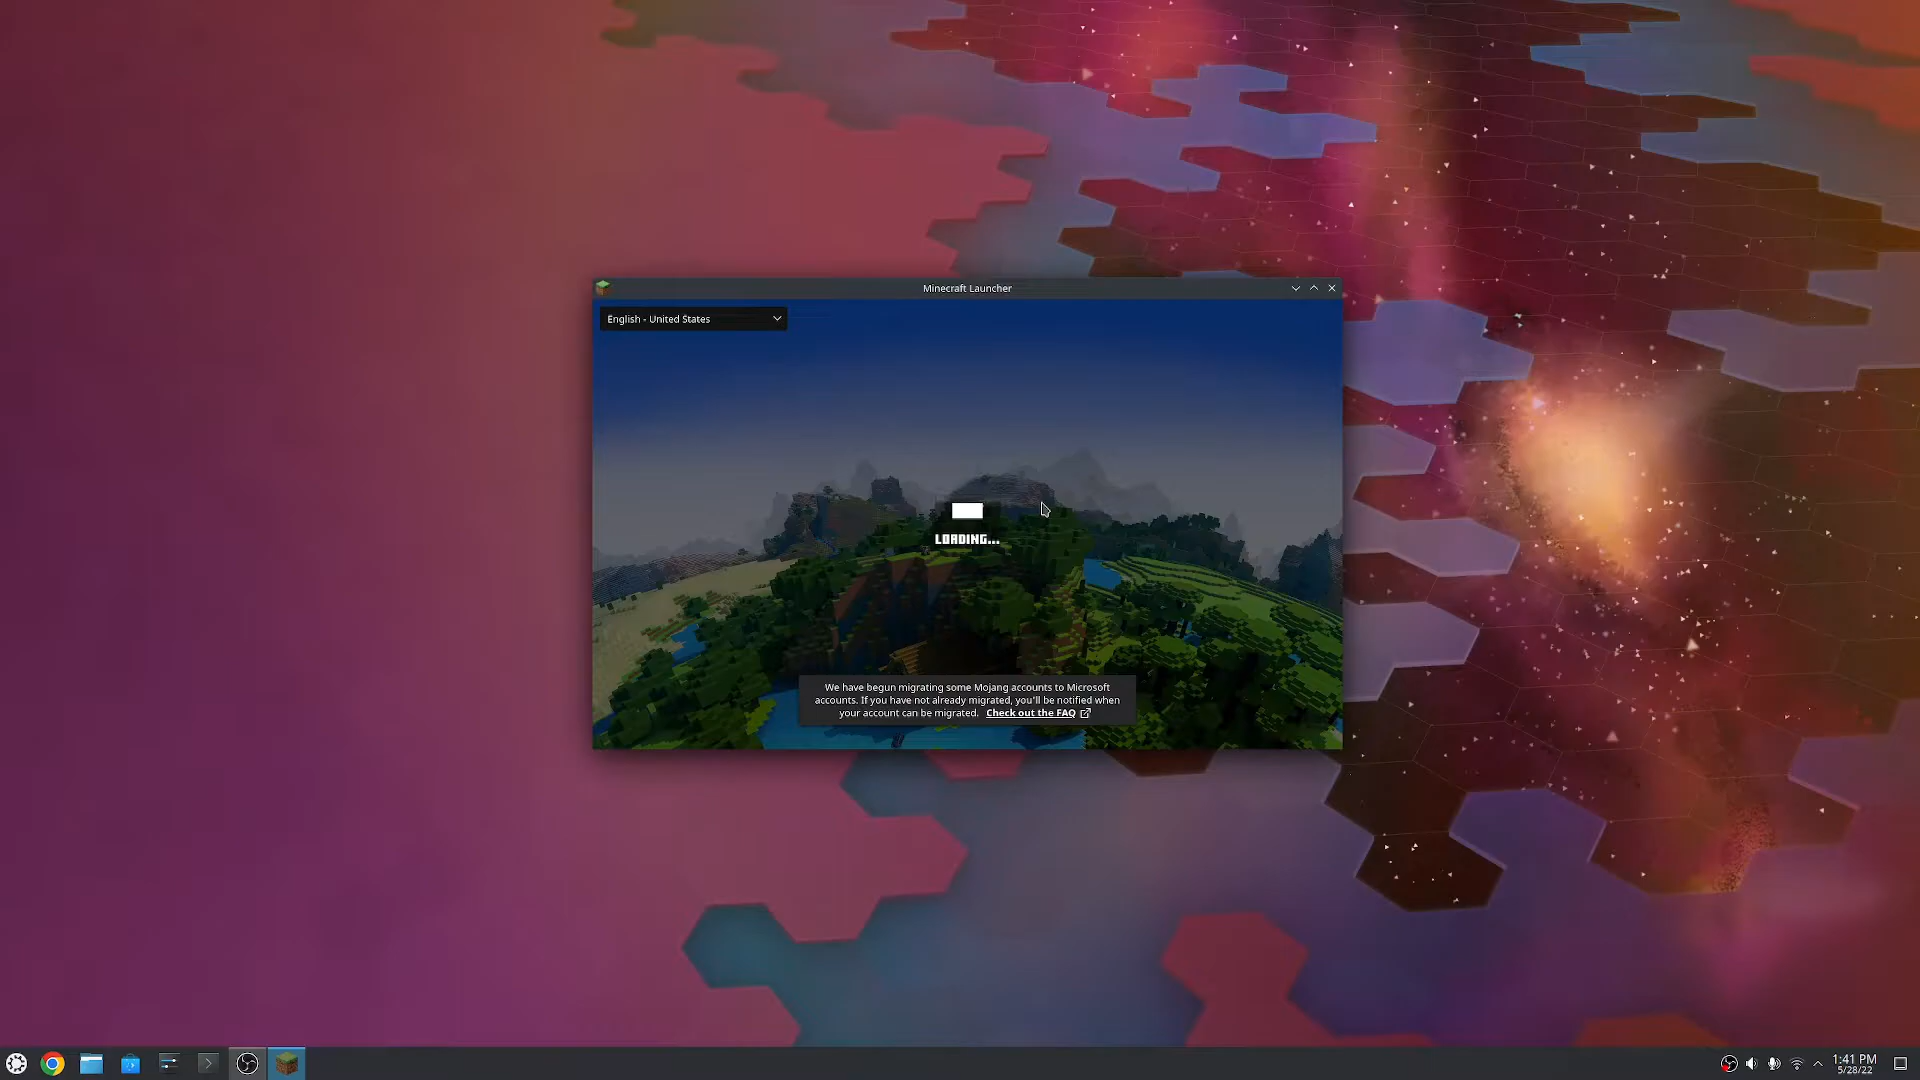 Minecraft Launcher
English - United States
LOADING...
We have begun migrating some Mojang accounts to Microsoft
accounts. If you have not already migrated, you'll be notified when
your account can be migrated. Check out the FAQ
1:41 PM
5/28/22